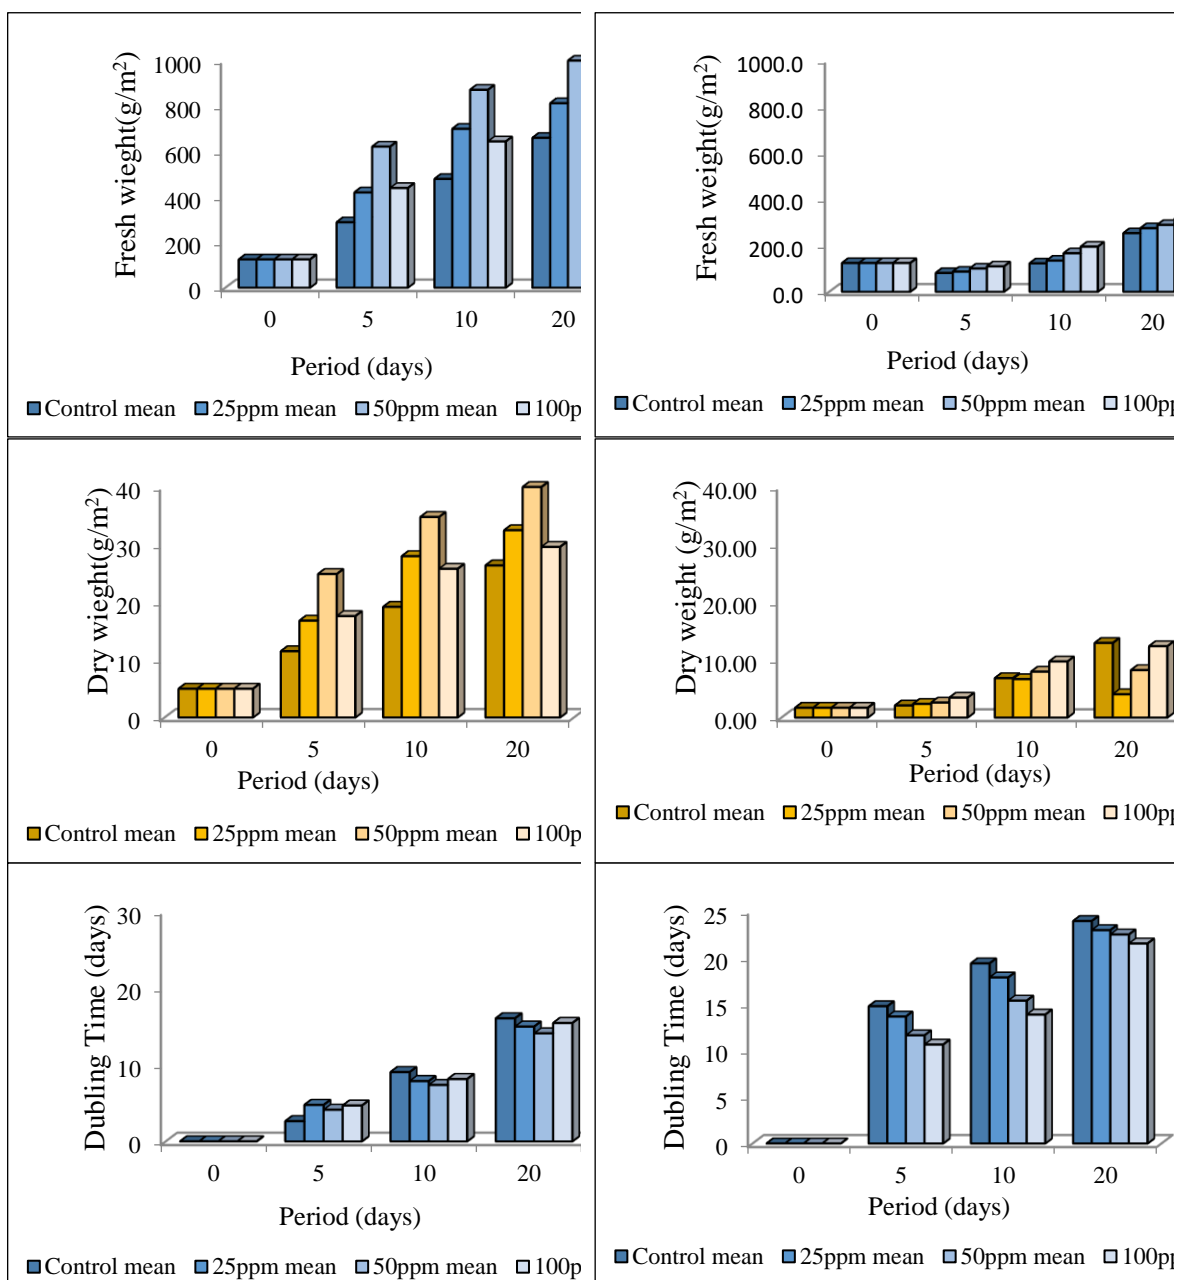 Fresh wieght(g/m²)
1000
800
600
400
200
0
0 5 10 20
Period (days)
Control mean 25ppm mean 50ppm mean 100p
Fresh weight(g/m²)
1000.0
800.0
600.0
400.0
200.0
0.0
0 5 10 20
Period (days)
Control mean 25ppm mean 50ppm mean 100pp
Dry wieght(g/m²)
40
30
20
10
0
0 5 10 20
Period (days)
Control mean 25ppm mean 50ppm mean 100p
Dry weight (g/m²)
40.00
30.00
20.00
10.00
0.00
0 5 10 20
Period (days)
Control mean 25ppm mean 50ppm mean 100pp
Dubling Time (days)
30
20
10
0
0 5 10 20
Period (days)
Control mean 25ppm mean 50ppm mean 100p
Dubling Time (days)
25
20
15
10
5
0
0 5 10 20
Period (days)
Control mean 25ppm mean 50ppm mean 100pp